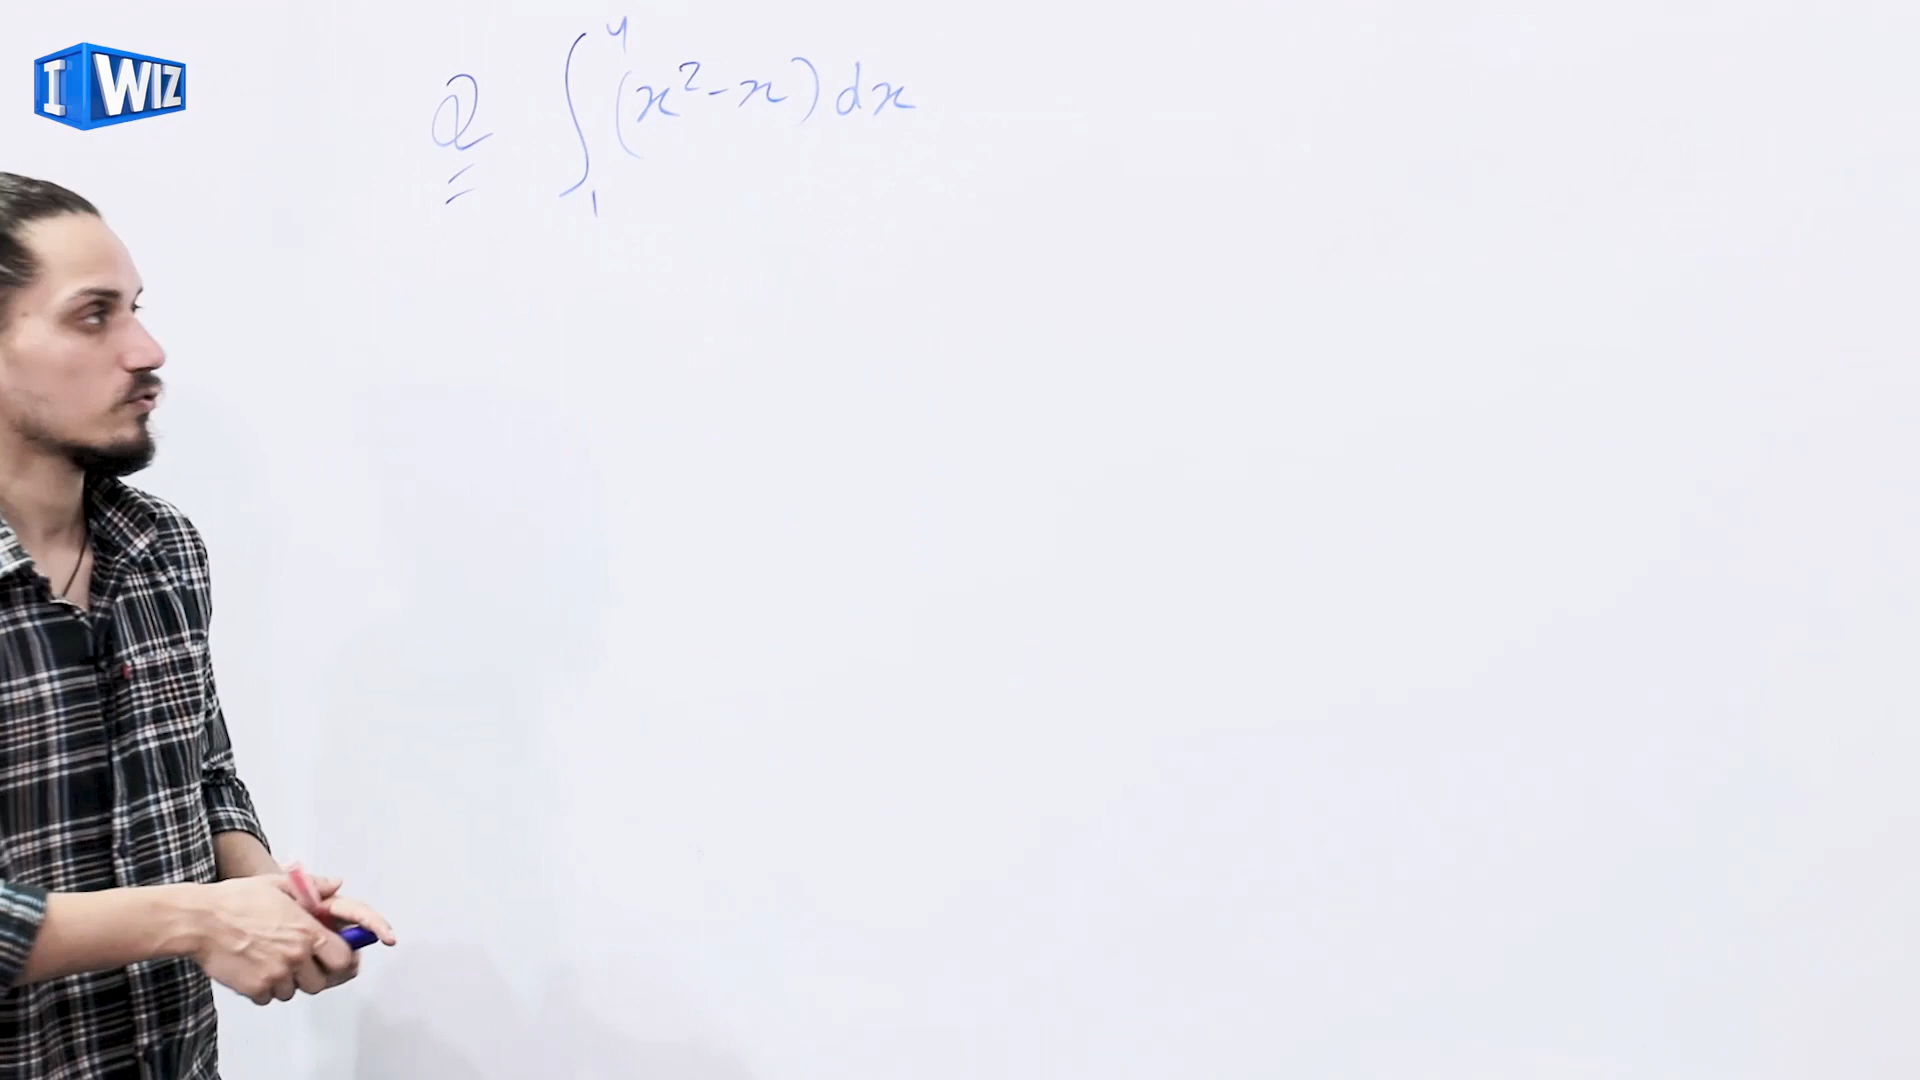 I WIZ
Q ∫₁⁴ (x² - x) dx